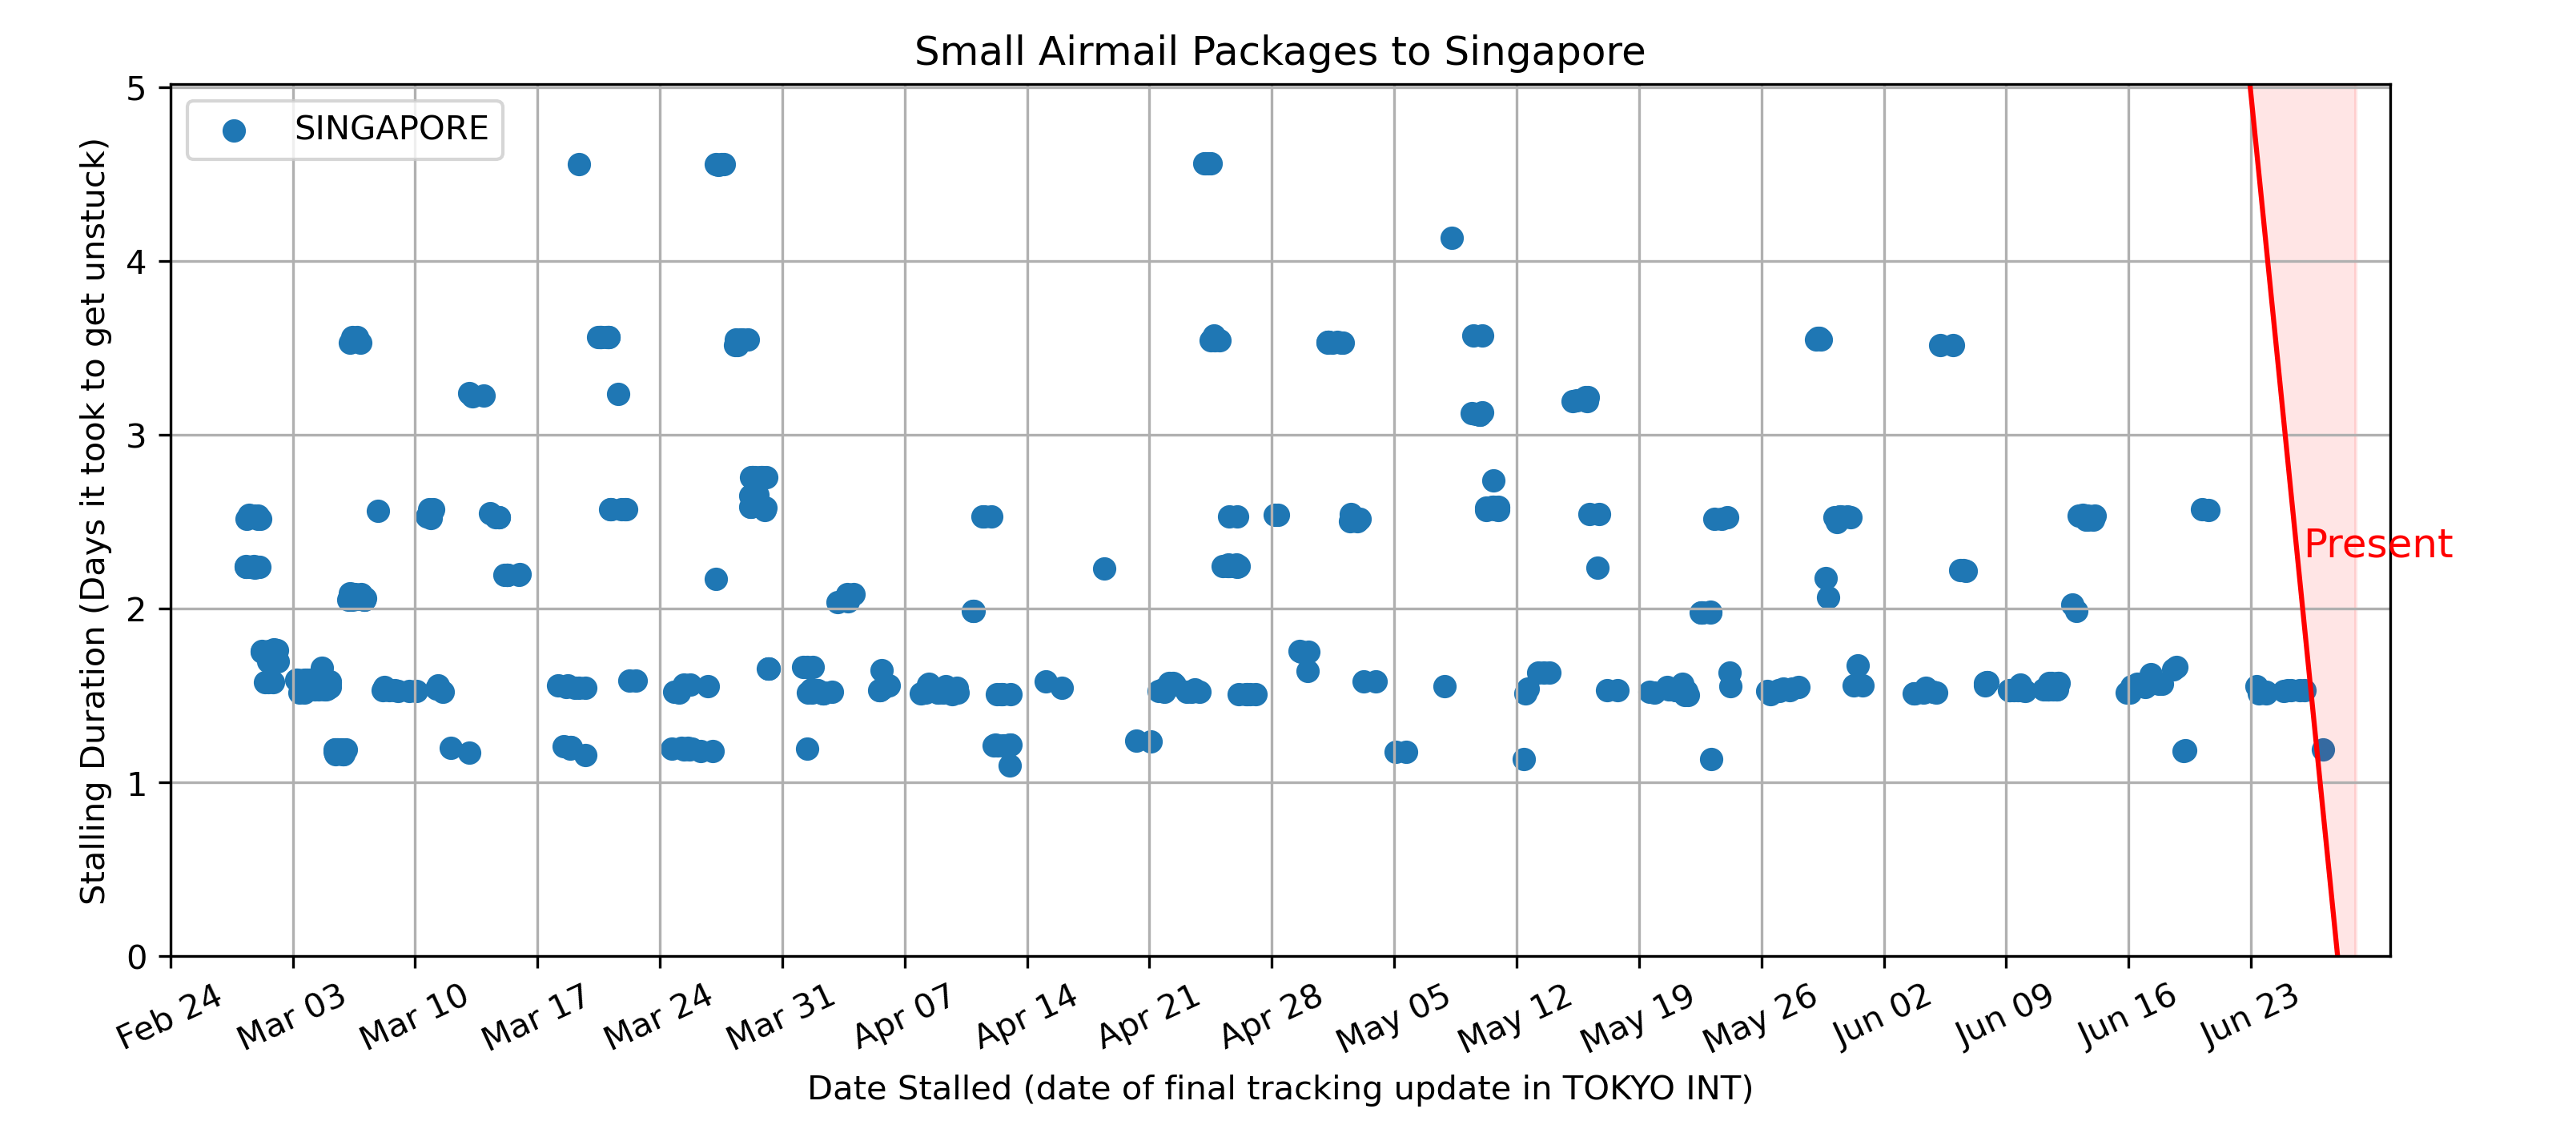 Small Airmail Packages to Singapore
SINGAPORE
Stalling Duration (Days it took to get unstuck)
5
4
3
2
1
0
Present
Feb 24
Mar 03
Mar 10
Mar 17
Mar 24
Mar 31
Apr 07
Apr 14
Apr 21
Apr 28
May 05
May 12
May 19
May 26
Jun 02
Jun 09
Jun 16
Jun 23
Date Stalled (date of final tracking update in TOKYO INT)